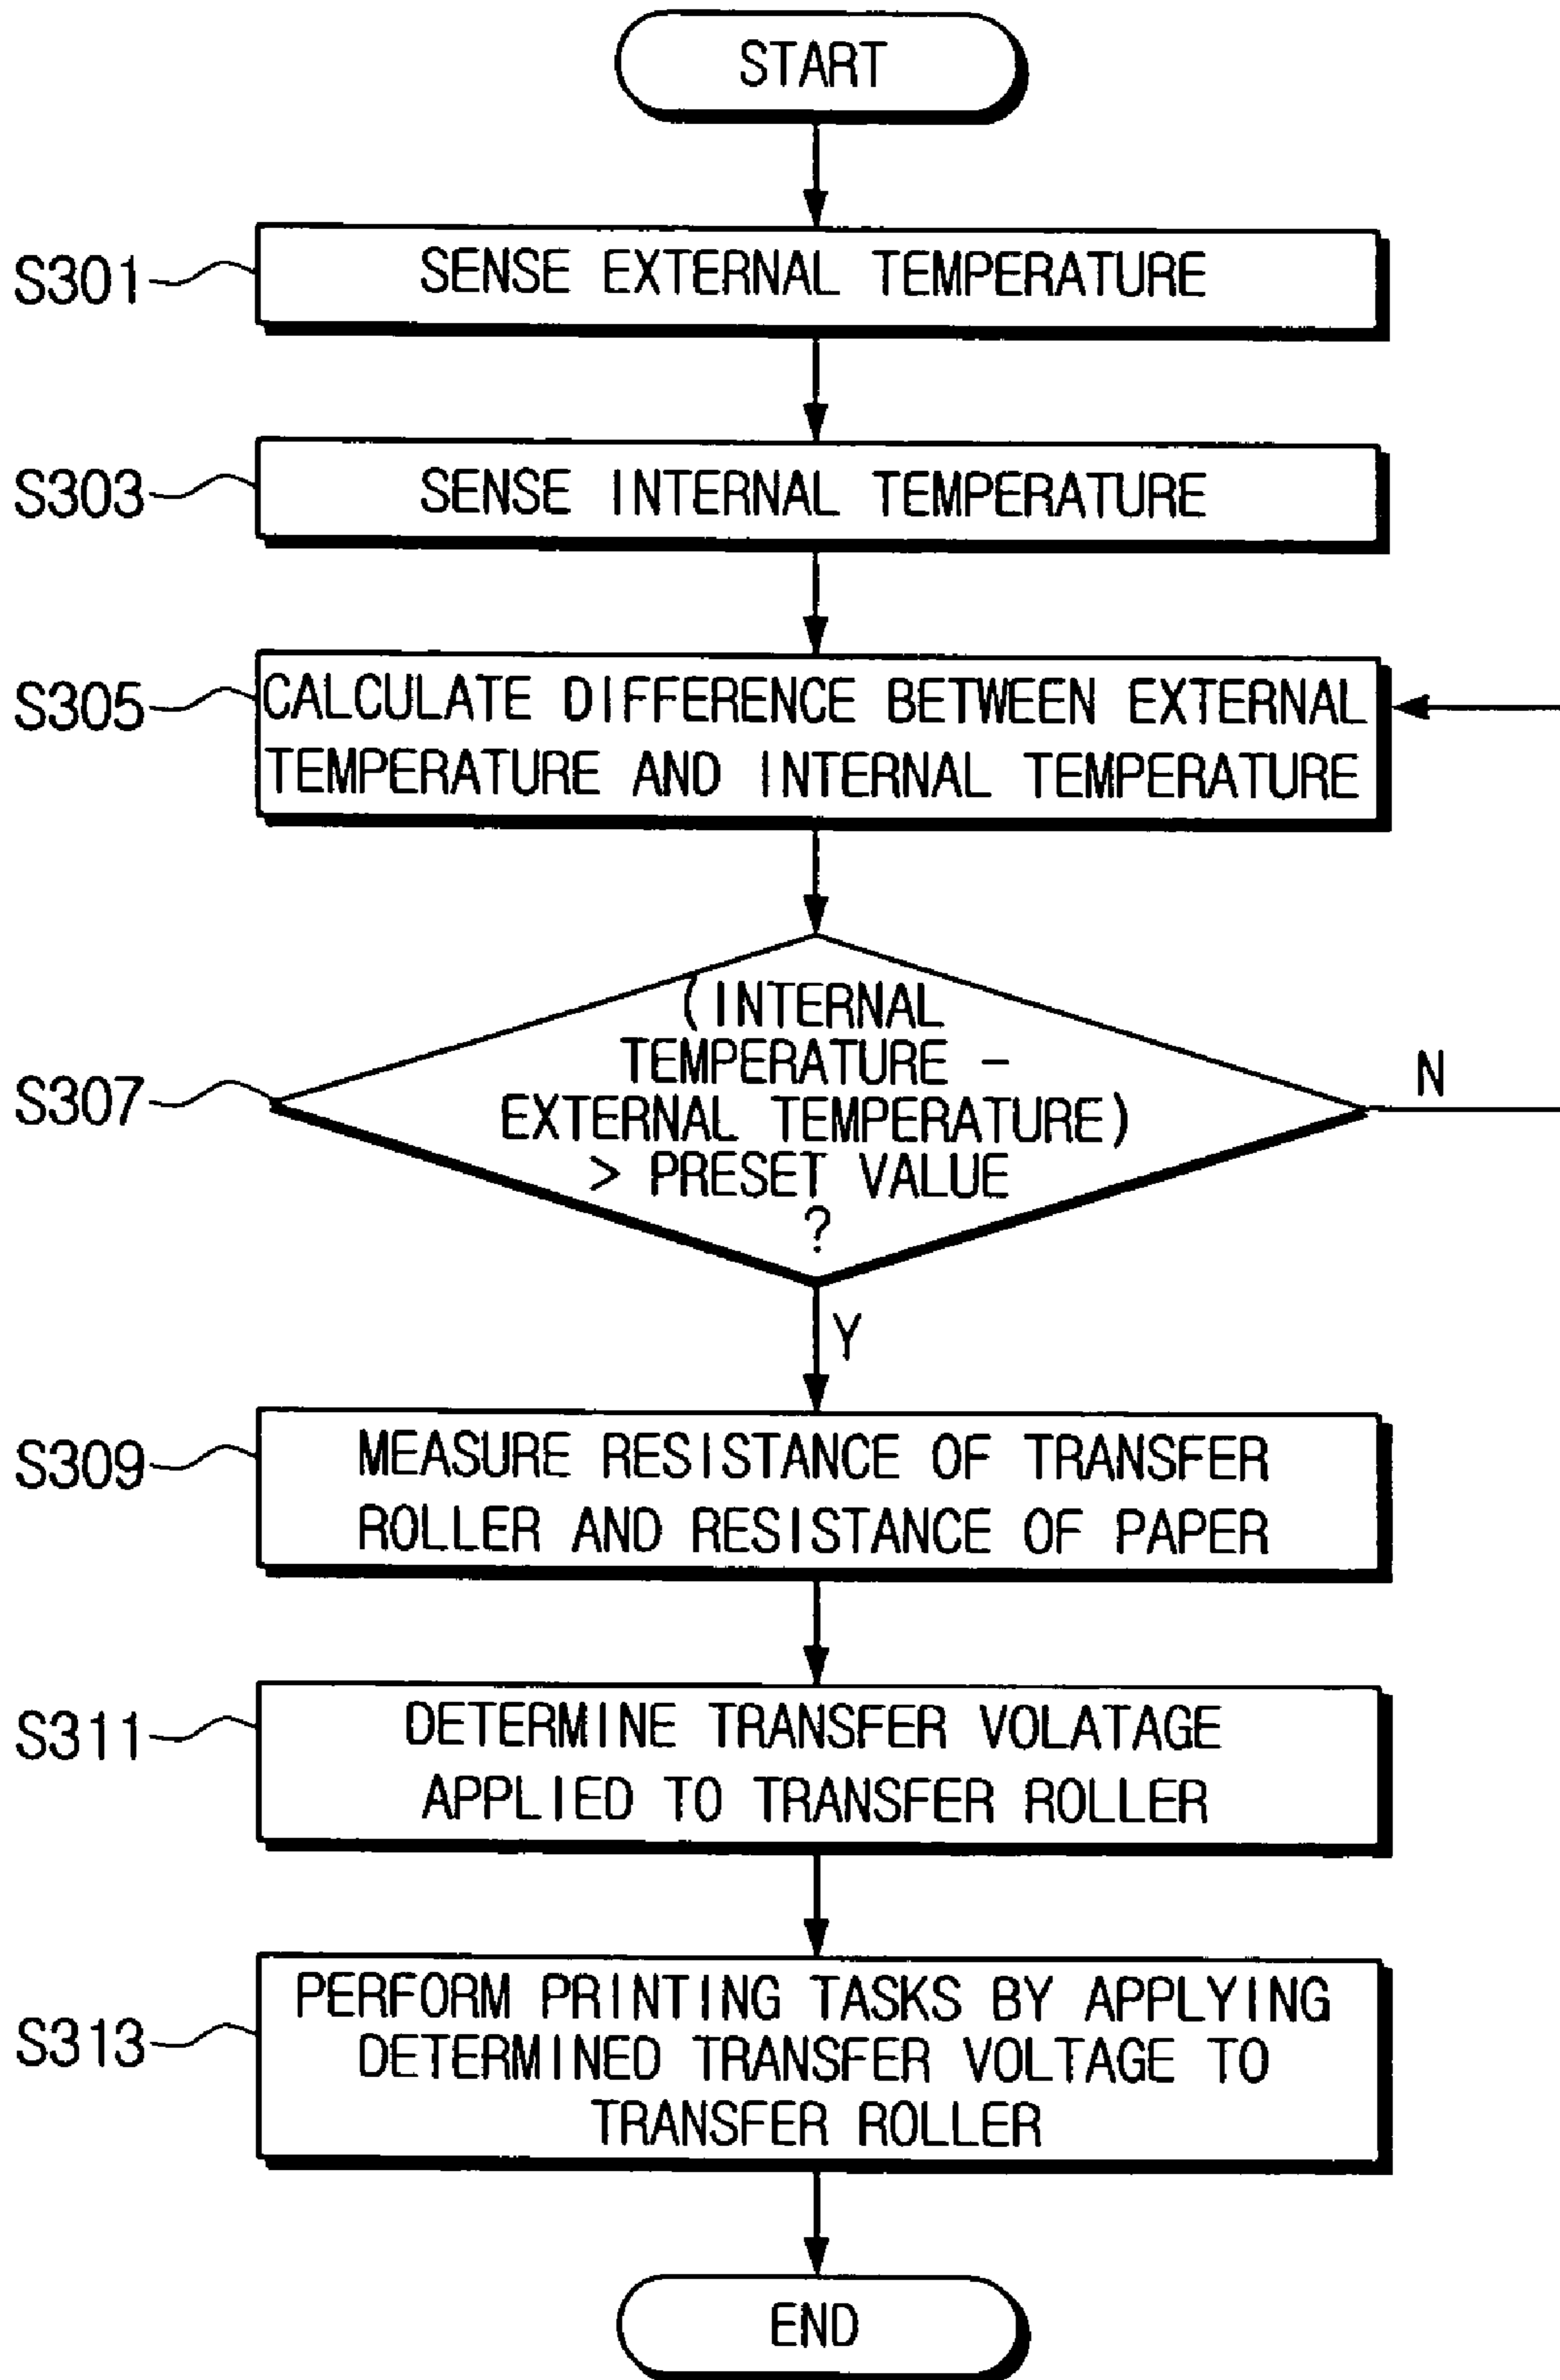 START
S301
SENSE EXTERNAL TEMPERATURE
S303
SENSE INTERNAL TEMPERATURE
S305
CALCULATE DIFFERENCE BETWEEN EXTERNAL
TEMPERATURE AND INTERNAL TEMPERATURE
S307
(INTERNAL
TEMPERATURE -
EXTERNAL TEMPERATURE)
> PRESET VALUE
?
N
Y
S309
MEASURE RESISTANCE OF TRANSFER
ROLLER AND RESISTANCE OF PAPER
S311
DETERMINE TRANSFER VOLATAGE
APPLIED TO TRANSFER ROLLER
S313
PERFORM PRINTING TASKS BY APPLYING
DETERMINED TRANSFER VOLTAGE TO
TRANSFER ROLLER
END